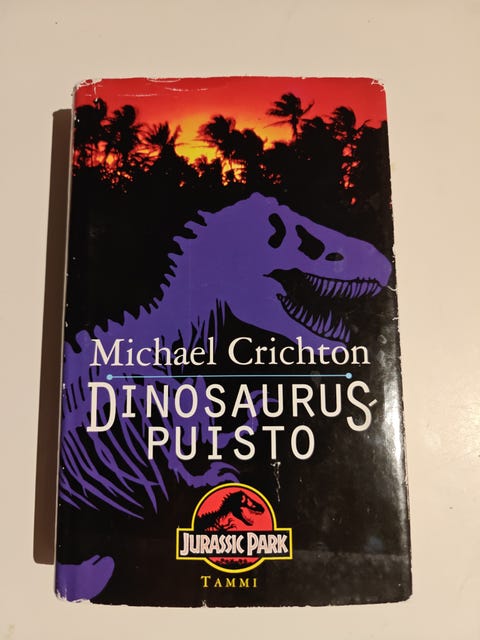 Michael Crichton
DINOSAURUS-
PUISTO
JURASSIC PARK
TAMMI